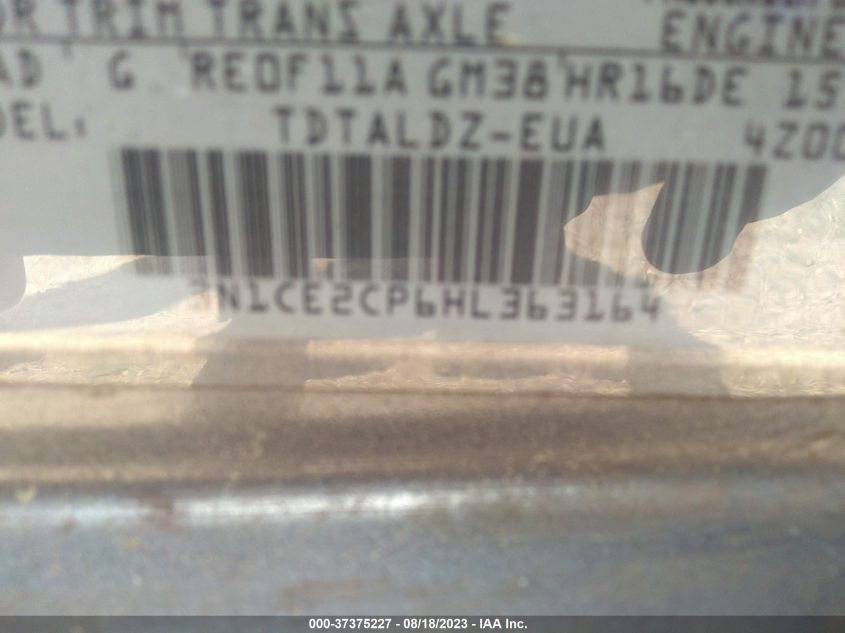 OR TRIM TRANS AXLE ENGINE
AD G RE0F11A GM38 HR16DE 15
DEL: TDTALDZ-EUA 4Z00
3N1CE2CP6HL363164
000-37375227 - 08/18/2023 - IAA Inc.